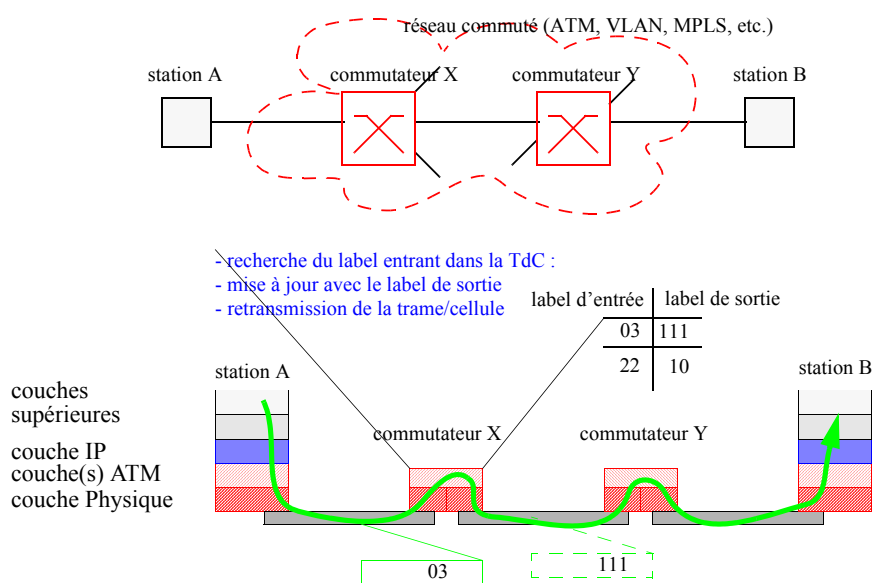 réseau commuté (ATM, VLAN, MPLS, etc.)
station A
commutateur X
commutateur Y
station B
- recherche du label entrant dans la TdC :
- mise à jour avec le label de sortie
- retransmission de la trame/cellule
label d’entrée
label de sortie
03
111
22
10
station A
station B
couches
supérieures
commutateur X
commutateur Y
couche IP
couche(s) ATM
couche Physique
03
111